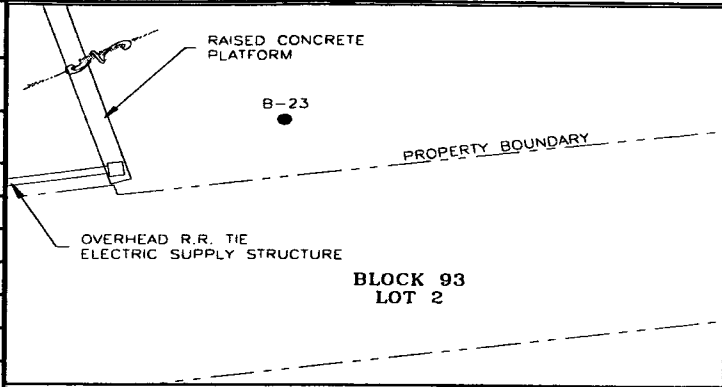 RAISED CONCRETE
PLATFORM
B-23
PROPERTY BOUNDARY
OVERHEAD R.R. TIE
ELECTRIC SUPPLY STRUCTURE
BLOCK 93
LOT 2